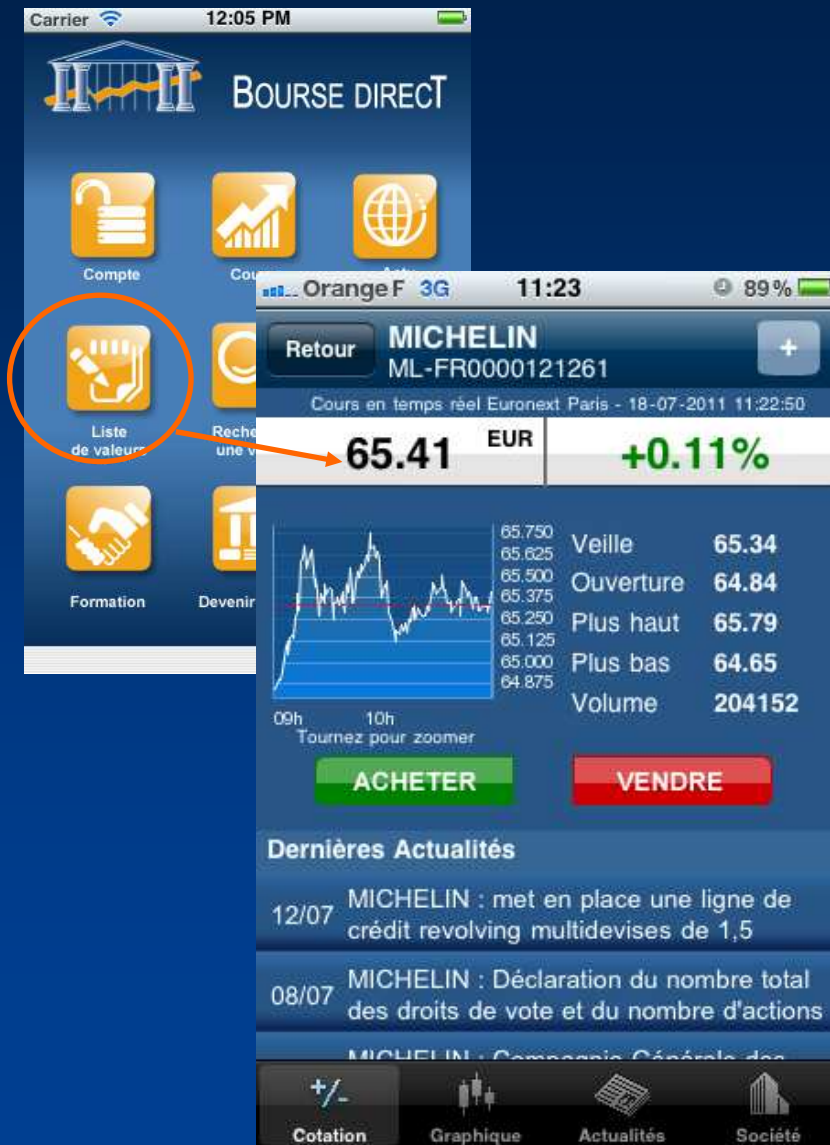 Carrier 12:05 PM
BOURSE DIRECT
Compte
Liste
de valeurs
Formation
Devenir
Orange F 3G 11:23 89 %
Retour MICHELIN +
ML-FR0000121261
Cours en temps réel Euronext Paris - 18-07-2011 11:22:50
65.41 EUR +0.11%
65.750
65.625
65.500
65.375
65.250
65.125
65.000
64.875
09h 10h
Tournez pour zoomer
Veille 65.34
Ouverture 64.84
Plus haut 65.79
Plus bas 64.65
Volume 204152
ACHETER VENDRE
Dernières Actualités
12/07 MICHELIN : met en place une ligne de
crédit revolving multidevises de 1,5
08/07 MICHELIN : Déclaration du nombre total
des droits de vote et du nombre d'actions
MICHELIN : Compagnie Générale des
+/-
Cotation Graphique Actualités Société